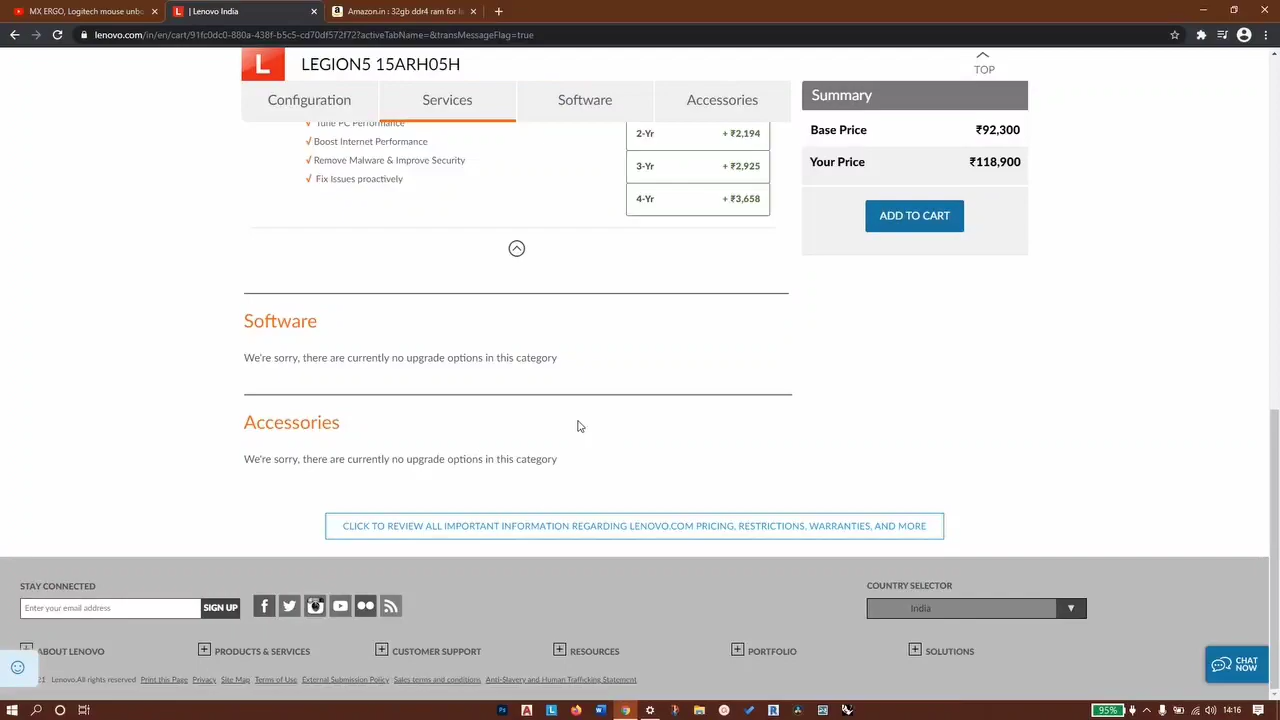 MX ERGO, Logitech mouse unbo
Lenovo India
Amazon.in : 32gb ddr4 ram for le
lenovo.com/in/en/cart/91fc0dc0-880a-438f-b5c5-cd70df572f72?activeTabName=&transMessageFlag=true
L LEGION5 15ARH05H
TOP
Configuration Services Software Accessories
Summary
Tune PC Performance
√ Boost Internet Performance
√ Remove Malware & Improve Security
√ Fix Issues proactively
2-Yr + ₹2,194
3-Yr + ₹2,925
4-Yr + ₹3,658
Base Price ₹92,300
Your Price ₹118,900
ADD TO CART
Software
We're sorry, there are currently no upgrade options in this category
Accessories
We're sorry, there are currently no upgrade options in this category
CLICK TO REVIEW ALL IMPORTANT INFORMATION REGARDING LENOVO.COM PRICING, RESTRICTIONS, WARRANTIES, AND MORE
STAY CONNECTED
Enter your email address SIGN UP
COUNTRY SELECTOR
India
ABOUT LENOVO PRODUCTS & SERVICES CUSTOMER SUPPORT RESOURCES PORTFOLIO SOLUTIONS
Lenovo.All rights reserved Print this Page Privacy Site Map Terms of Use External Submission Policy Sales terms and conditions Anti-Slavery and Human Trafficking Statement
CHAT
NOW
95% 14:16